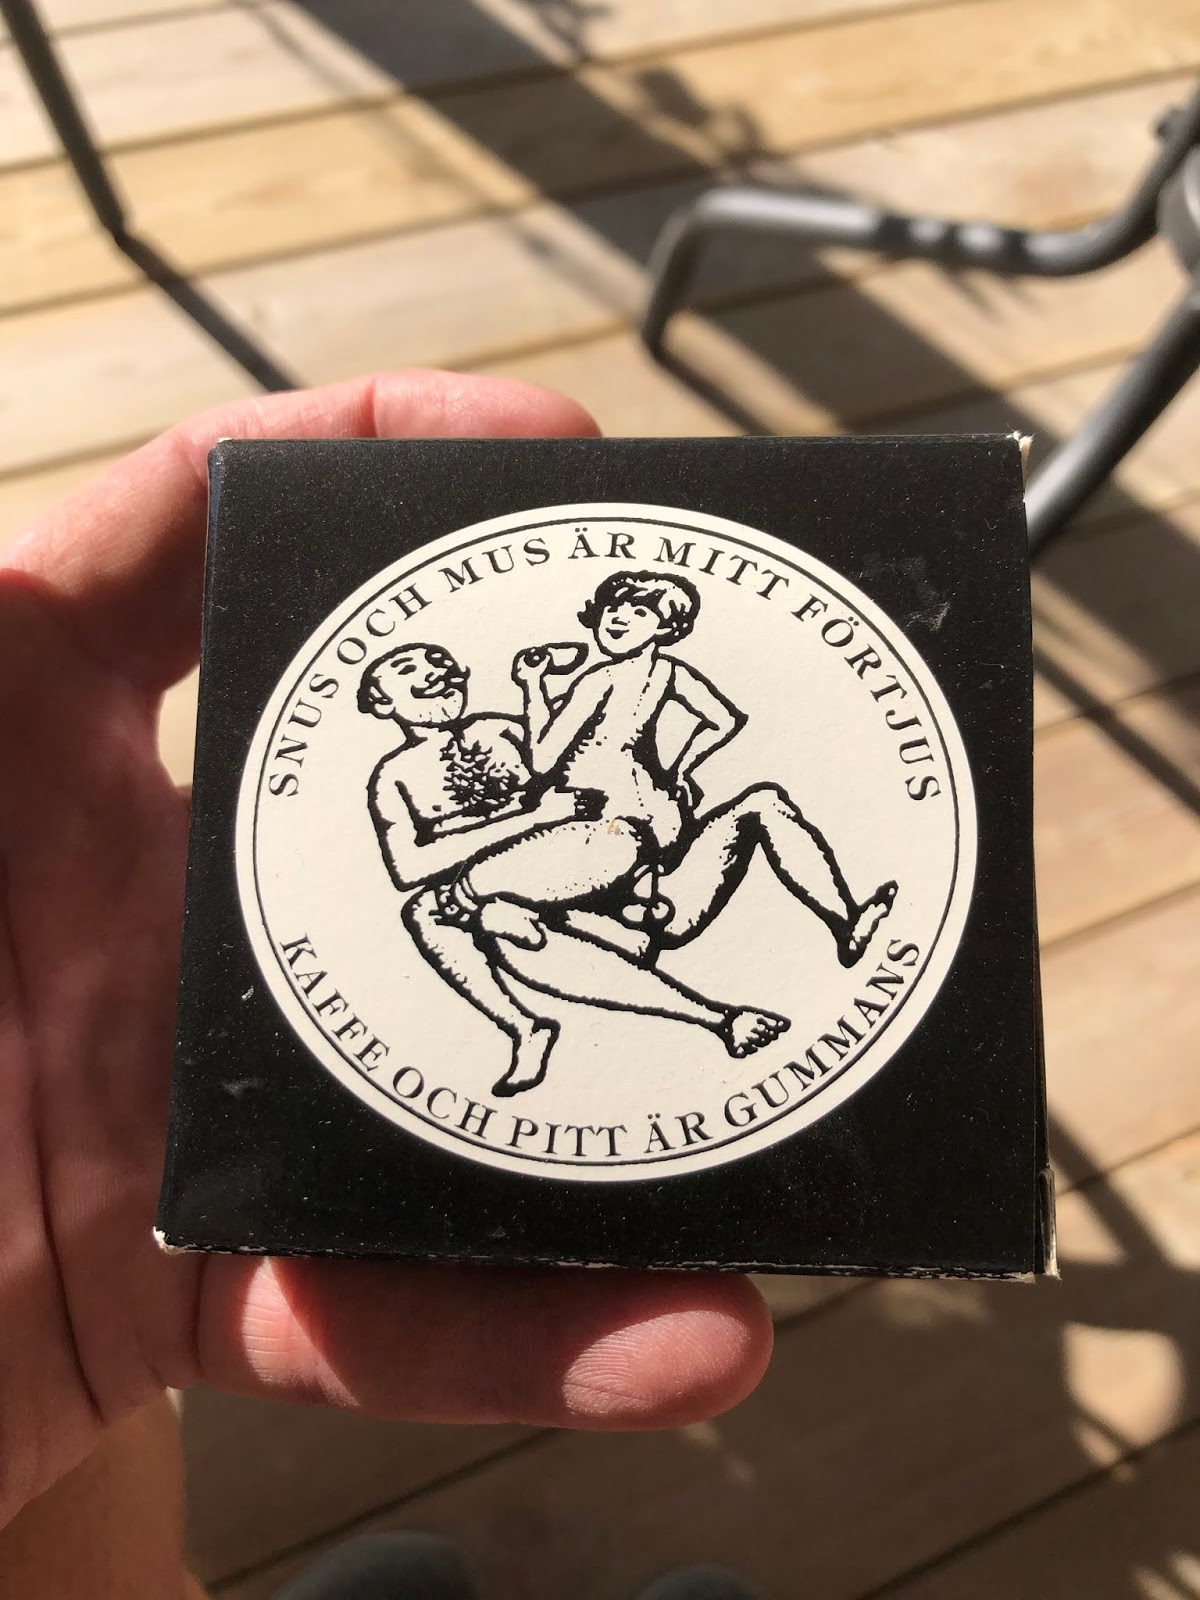 SNUS OCH MUS ÄR MITT FÖRTJUS
KAFFE OCH PITT ÄR GUMMANS